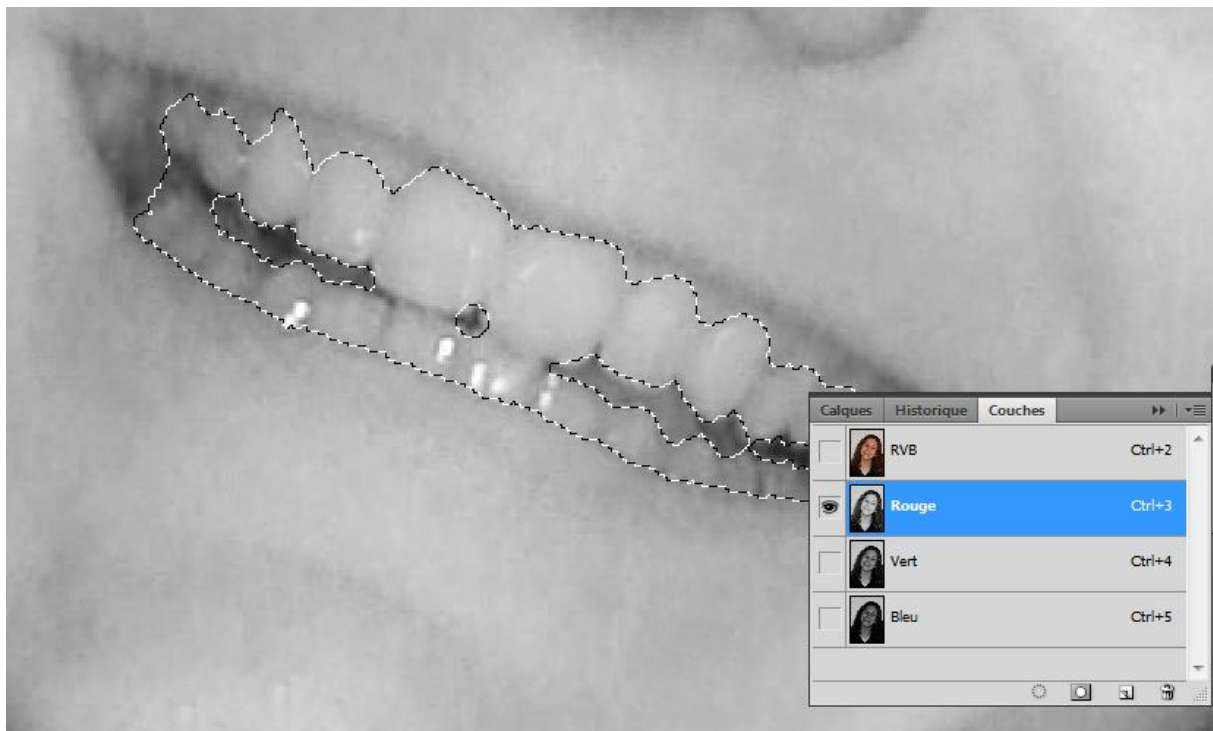 Calques Historique Couches
RVB Ctrl+2
Rouge Ctrl+3
Vert Ctrl+4
Bleu Ctrl+5